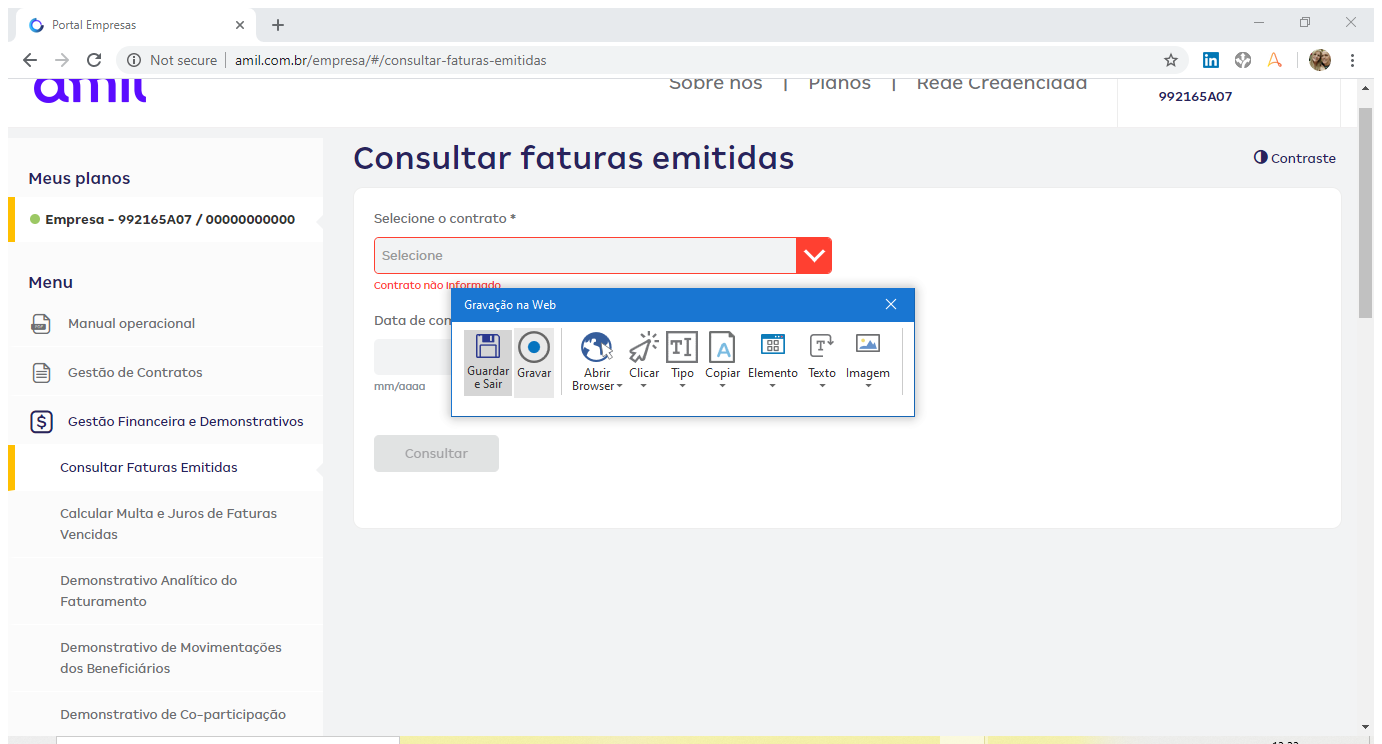 Portal Empresas
Not secure | amil.com.br/empresa/#/consultar-faturas-emitidas
amil
Sobre nós | Planos | Rede Credenciada
992165A07
Meus planos
Empresa - 992165A07 / 00000000000
Menu
Manual operacional
Gestão de Contratos
Gestão Financeira e Demonstrativos
Consultar Faturas Emitidas
Calcular Multa e Juros de Faturas
Vencidas
Demonstrativo Analítico do
Faturamento
Demonstrativo de Movimentações
dos Beneficiários
Demonstrativo de Co-participação
Consultar faturas emitidas
Contraste
Selecione o contrato *
Selecione
Contrato não informado
Data de
mm/aaaa
Consultar
Gravação na Web
Guardar
e Sair
Gravar
Abrir
Browser
Clicar
Tipo
Copiar
Elemento
Texto
Imagem